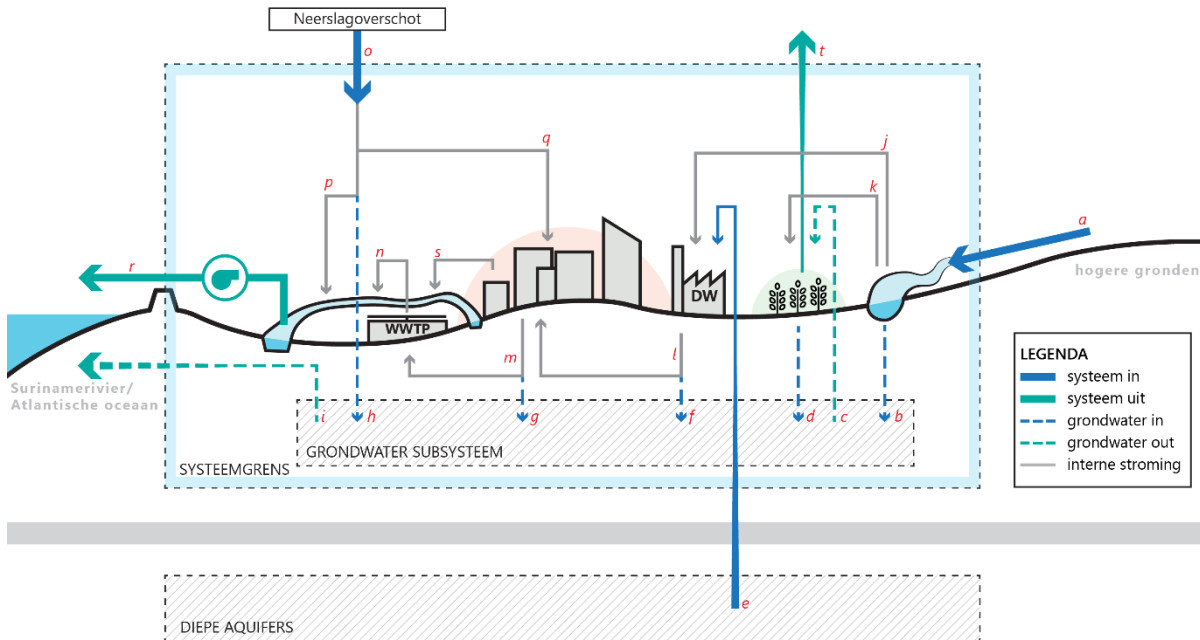 Neerslagoverschot
o
t
q
j
p
k
a
n
s
r
hogere gronden
DW
WWTP
m
l
LEGENDA
systeem in
systeem uit
grondwater in
grondwater out
interne stroming
Surinamerivier/
Atlantische oceaan
i
h
g
f
d
c
b
GRONDWATER SUBSYSTEEM
SYSTEEMGRENS
e
DIEPE AQUIFERS